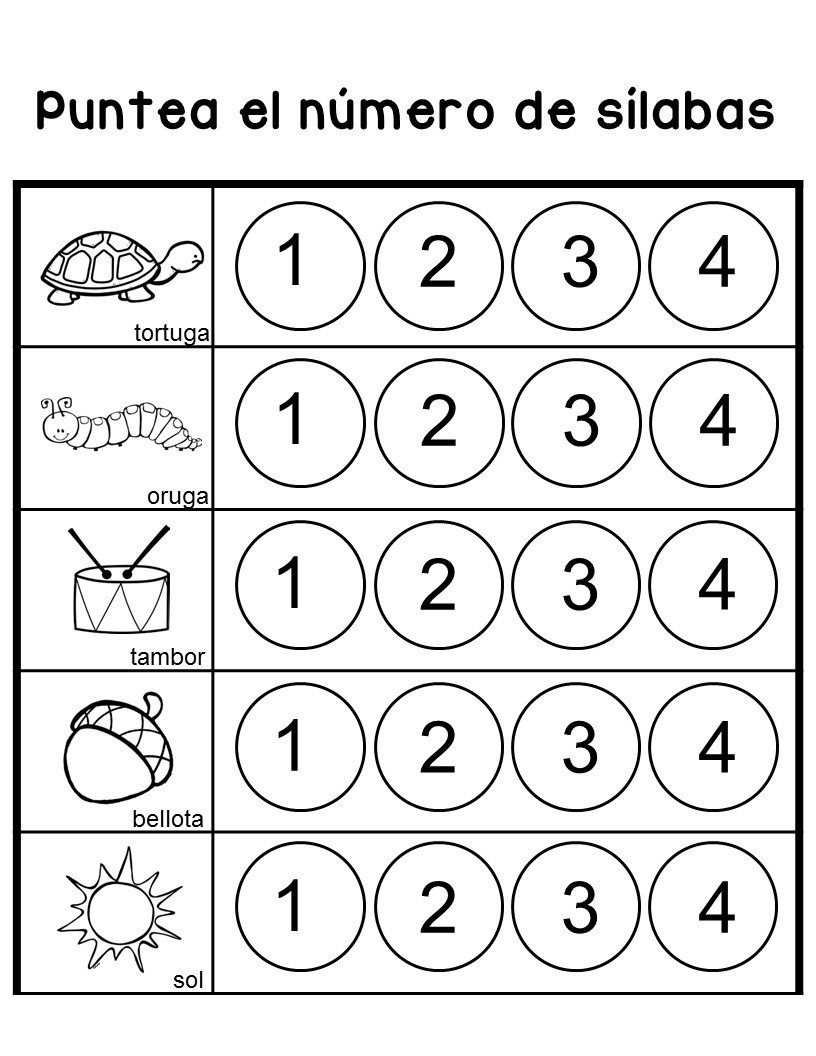 Puntea el número de sílabas
1 2 3 4
tortuga
1 2 3 4
oruga
1 2 3 4
tambor
1 2 3 4
bellota
1 2 3 4
sol